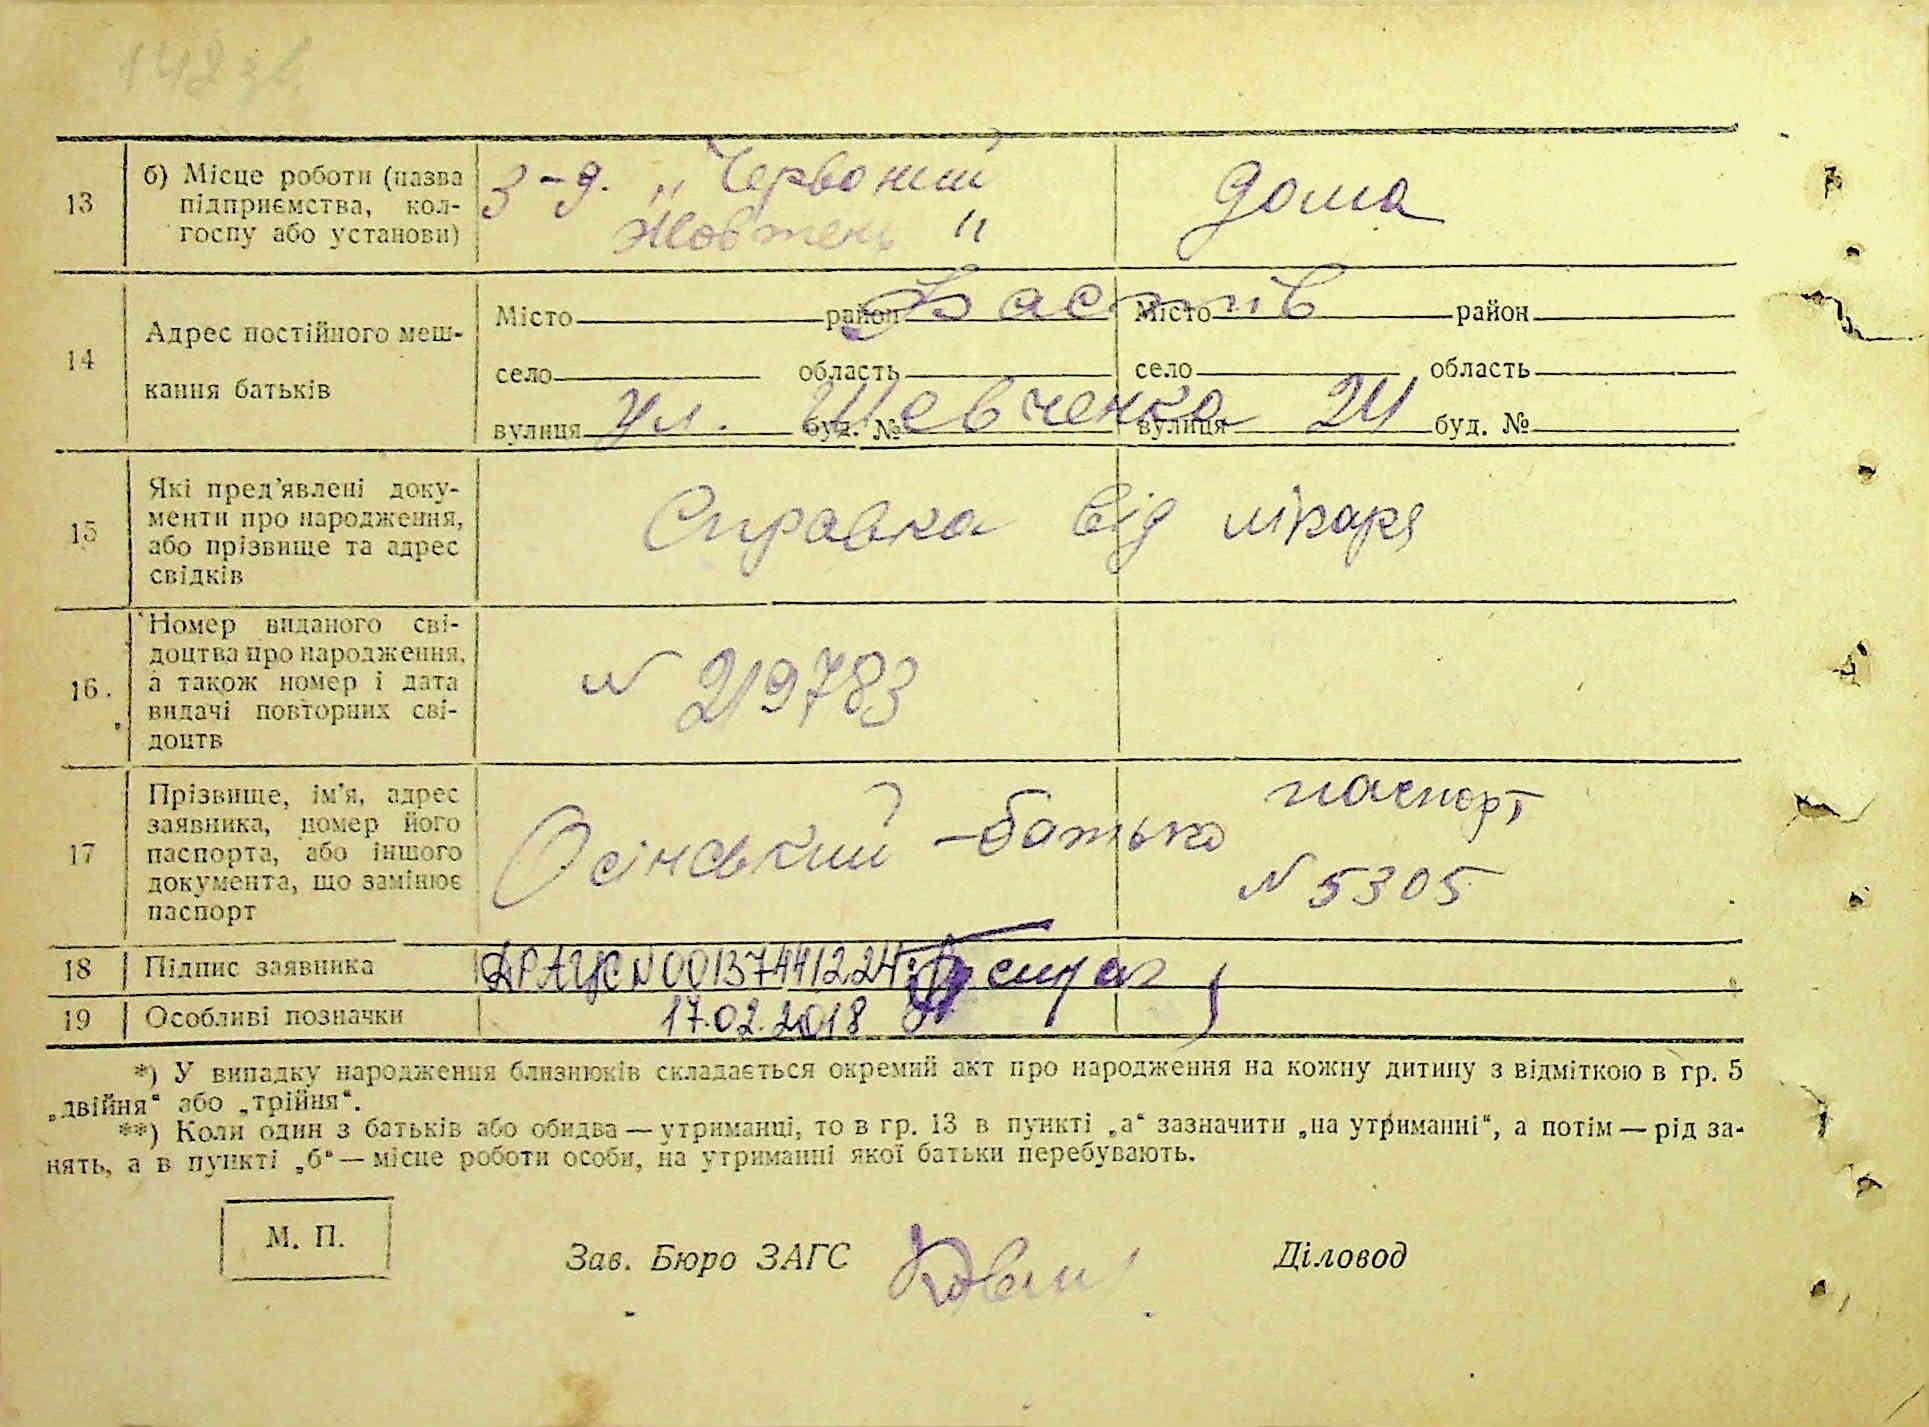 142 зв.
13
б) Місце роботи (назва
підприємства, кол-
госпу або установи)
З-д. „Червоний
Жовтень"
дома
14
Адрес постійного меш-
кання батьків
Місто район Місто район
Фастів
село область село область
вулиця буд. № вулиця буд. №
ул. Шевченка 24
15
Які пред'явлені доку-
менти про народження,
або прізвище та адрес
свідків
Справка від лікаря
16.
Номер виданого сві-
доцтва про народження,
а також номер і дата
видачі повторних сві-
доцтв
N 219783
17
Прізвище, ім'я, адрес
заявника, номер його
паспорта, або іншого
документа, що замінює
паспорт
Осінський - батько паспорт
N 5305
18 Підпис заявника
ДРАЦС N 00137441224
19 Особливі позначки
17.02.2018
*) У випадку народження близнюків складається окремий акт про народження на кожну дитину з відміткою в гр. 5
„двійня“ або „трійня“.
**) Коли один з батьків або обидва — утриманці, то в гр. 13 в пункті „а“ зазначити „на утриманні“, а потім — рід за-
нять, а в пункті „б“ — місце роботи особи, на утриманні якої батьки перебувають.
М. П.
Зав. Бюро ЗАГС
Діловод